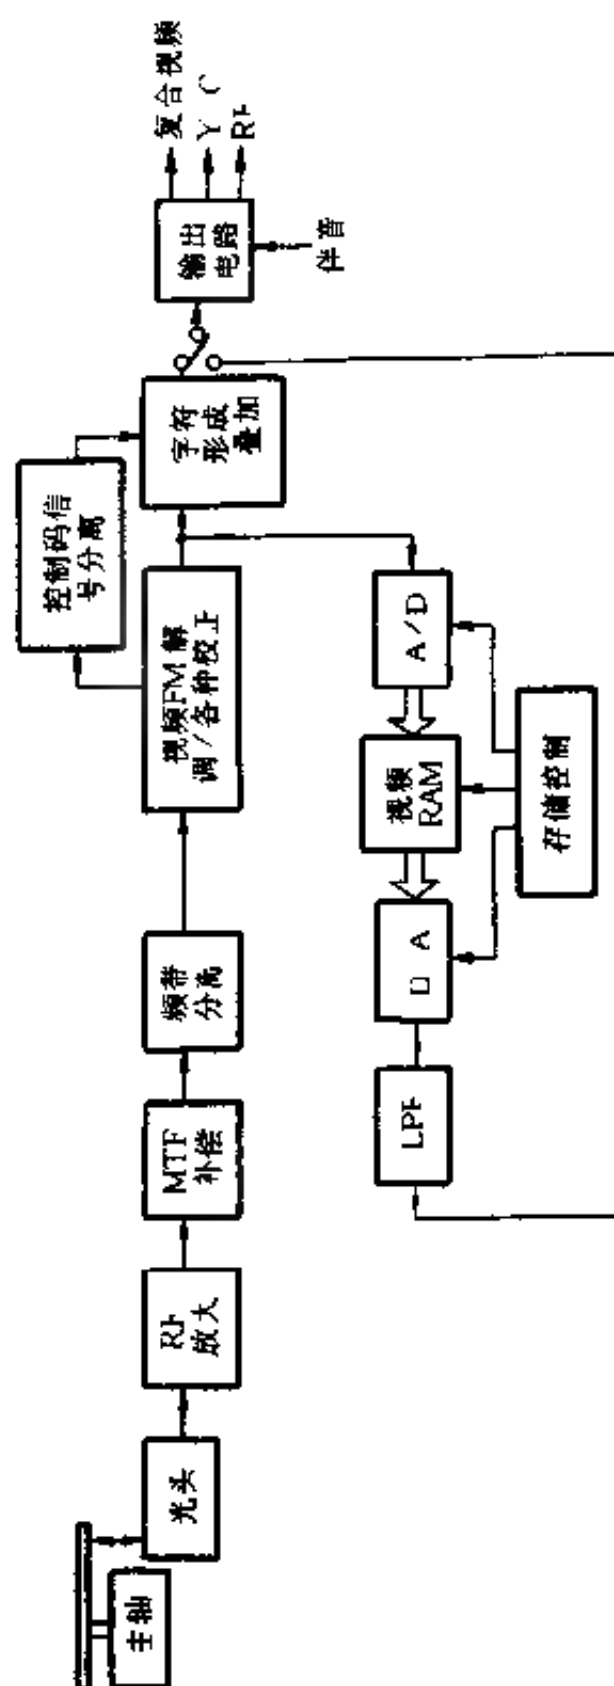 主轴
光头
RF
放大
MTF
补偿
频带
分离
视频FM 解
调/各种校正
控制码信
号分离
字符
形成
叠加
输出
电路
复合视频
Y C
RF
伴音
A/D
视频
RAM
D A
LPF
存储控制